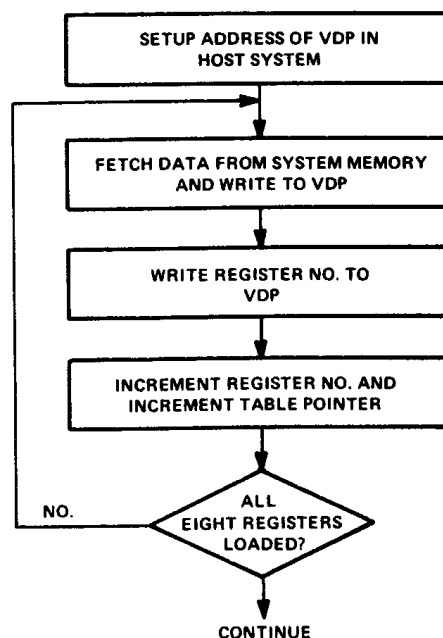 SETUP ADDRESS OF VDP IN
HOST SYSTEM
FETCH DATA FROM SYSTEM MEMORY
AND WRITE TO VDP
WRITE REGISTER NO. TO
VDP
INCREMENT REGISTER NO. AND
INCREMENT TABLE POINTER
ALL
EIGHT REGISTERS
LOADED?
NO.
CONTINUE